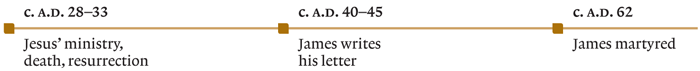 C. A.D. 28–33
Jesus’ ministry,
death, resurrection
C. A.D. 40–45
James writes
his letter
C. A.D. 62
James martyred